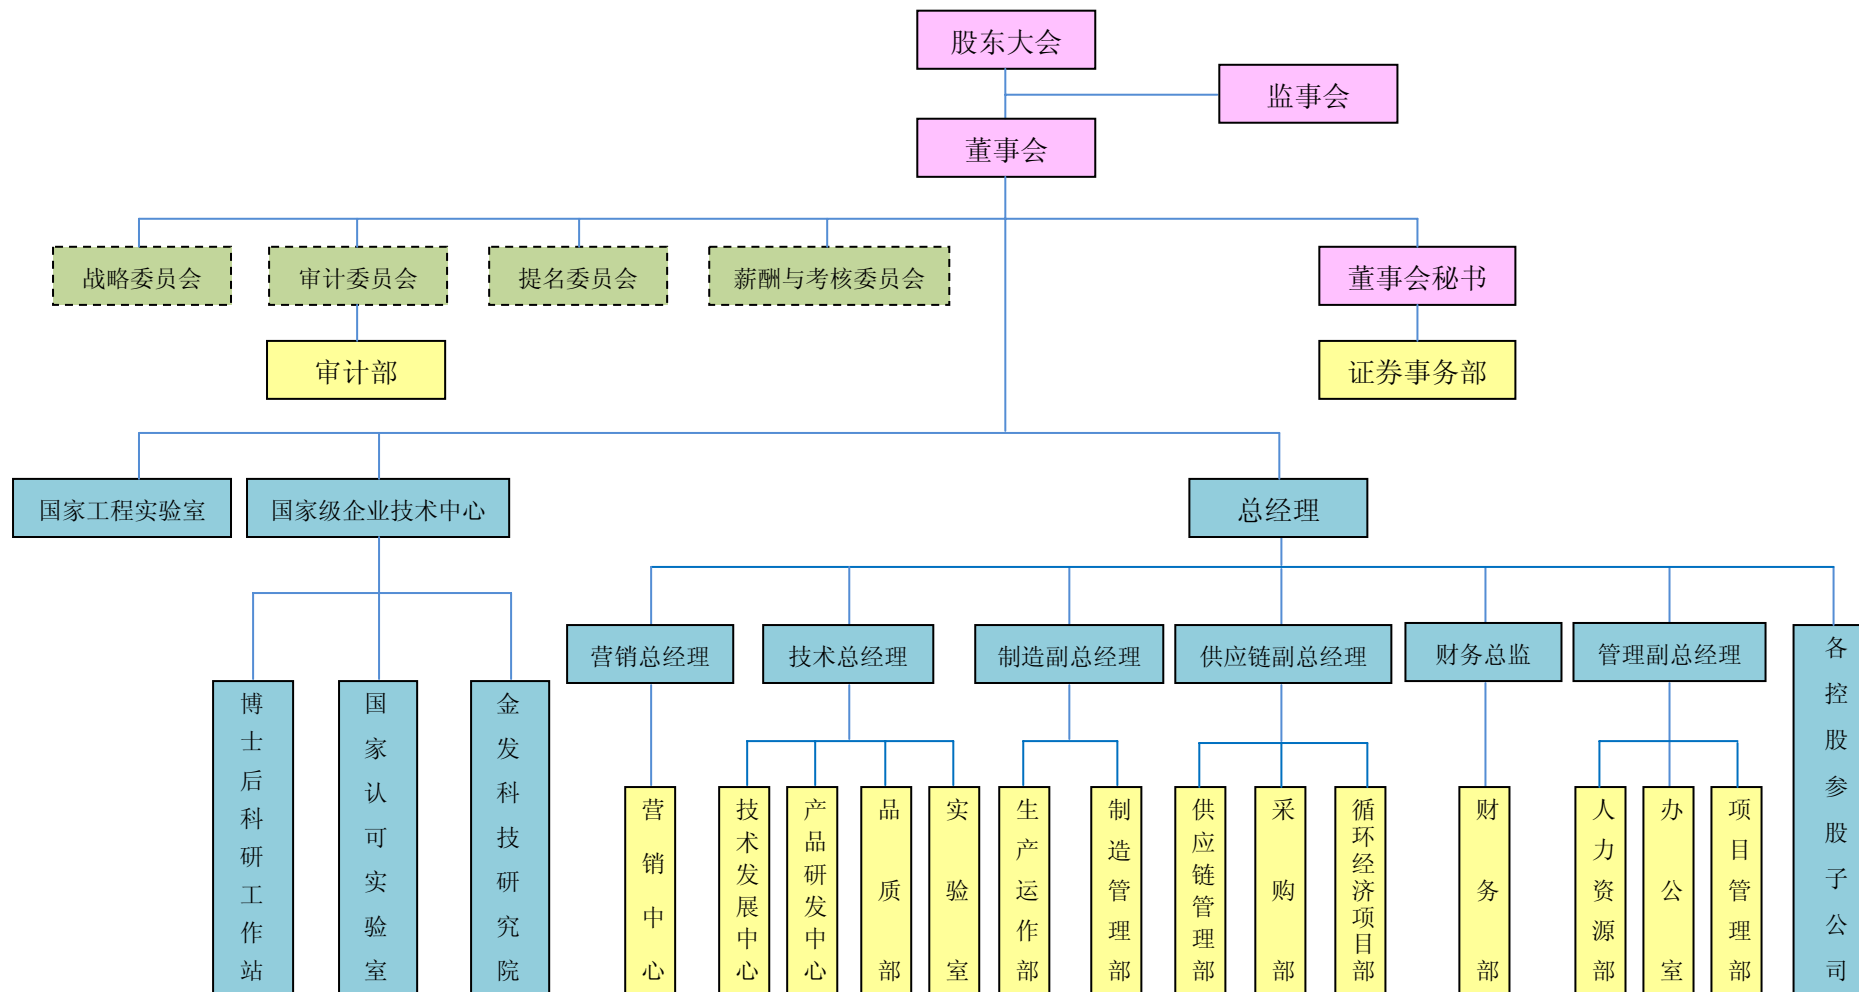 股东大会
监事会
董事会
战略委员会
审计委员会
提名委员会
薪酬与考核委员会
董事会秘书
审计部
证券事务部
国家工程实验室
国家级企业技术中心
总经理
营销总经理
技术总经理
制造副总经理
供应链副总经理
财务总监
管理副总经理
各控股参股子公司
博士后科研工作站
国家认可实验室
金发科技研究院
营销中心
技术发展中心
产品研发中心
品质部
实验室
生产运作部
制造管理部
供应链管理部
采购部
循环经济项目部
财务部
人力资源部
办公室
项目管理部